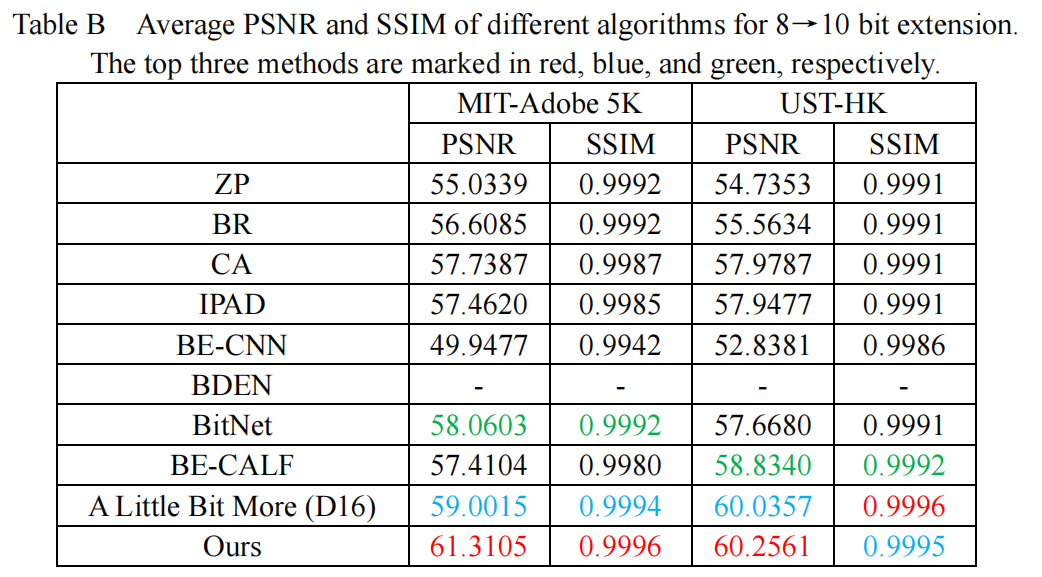 Table B Average PSNR and SSIM of different algorithms for 8→10 bit extension.
The top three methods are marked in red, blue, and green, respectively.
MIT-Adobe 5K UST-HK
PSNR SSIM PSNR SSIM
ZP 55.0339 0.9992 54.7353 0.9991
BR 56.6085 0.9992 55.5634 0.9991
CA 57.7387 0.9987 57.9787 0.9991
IPAD 57.4620 0.9985 57.9477 0.9991
BE-CNN 49.9477 0.9942 52.8381 0.9986
BDEN - - - -
BitNet 58.0603 0.9992 57.6680 0.9991
BE-CALF 57.4104 0.9980 58.8340 0.9992
A Little Bit More (D16) 59.0015 0.9994 60.0357 0.9996
Ours 61.3105 0.9996 60.2561 0.9995